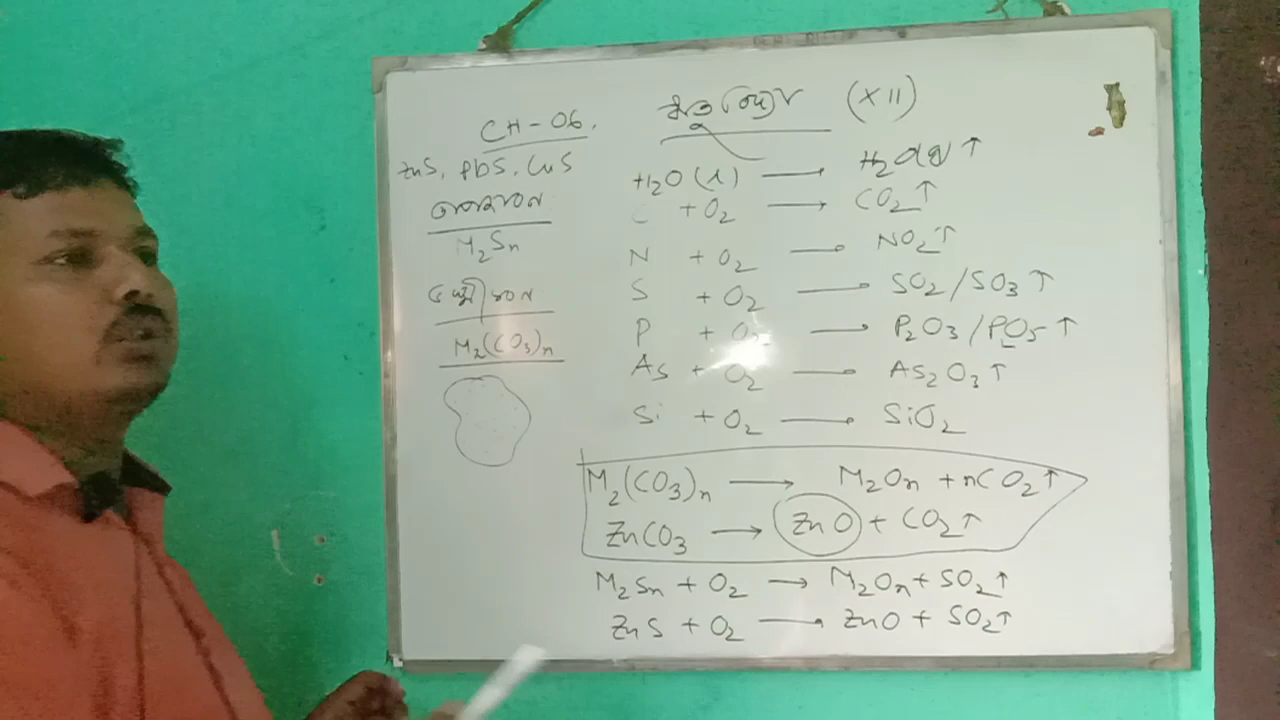 CH-06.
(XII)
ZnS, PbS, CuS
M₂Sn
M₂(CO₃)n
H₂O(l) → H₂O(g) ↑
C + O₂ → CO₂↑
N + O₂ → NO₂↑
S + O₂ → SO₂/SO₃ ↑
P + O₂ → P₂O₃/P₂O₅ ↑
As + O₂ → As₂O₃↑
Si + O₂ → SiO₂
M₂(CO₃)n → M₂On + nCO₂↑
ZnCO₃ → ZnO + CO₂↑
M₂Sn + O₂ → M₂On + SO₂↑
ZnS + O₂ → ZnO + SO₂↑